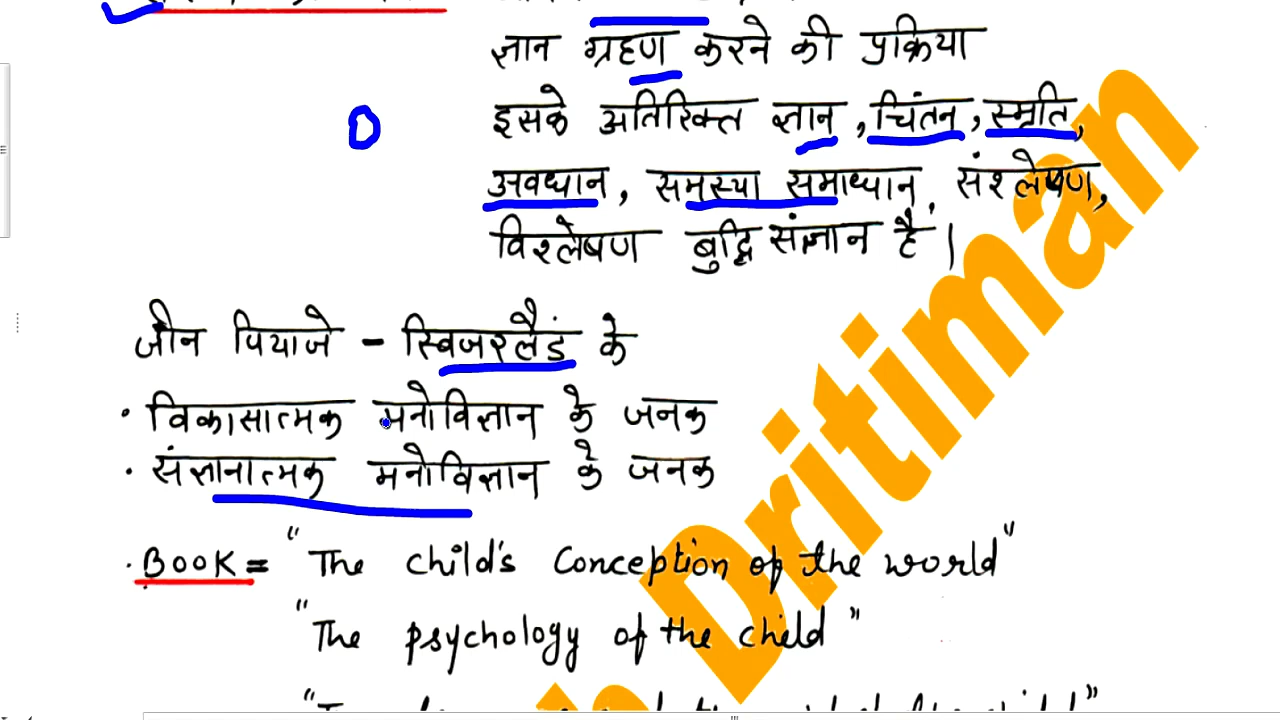 ज्ञान ग्रहण करने की प्रक्रिया
इसके अतिरिक्त ज्ञान, चिंतन, स्म्रति,
अवध्यान, समस्या समाध्यान, संश्लेषण,
विश्लेषण बुद्धि संज्ञान है।
जीन पियाजे - स्विजरलैंड के
• विकासात्मक मनोविज्ञान के जनक
• संज्ञानात्मक मनोविज्ञान के जनक
• BOOK = "The child's Conception of the world"
"The psychology of the child"
Dritiman